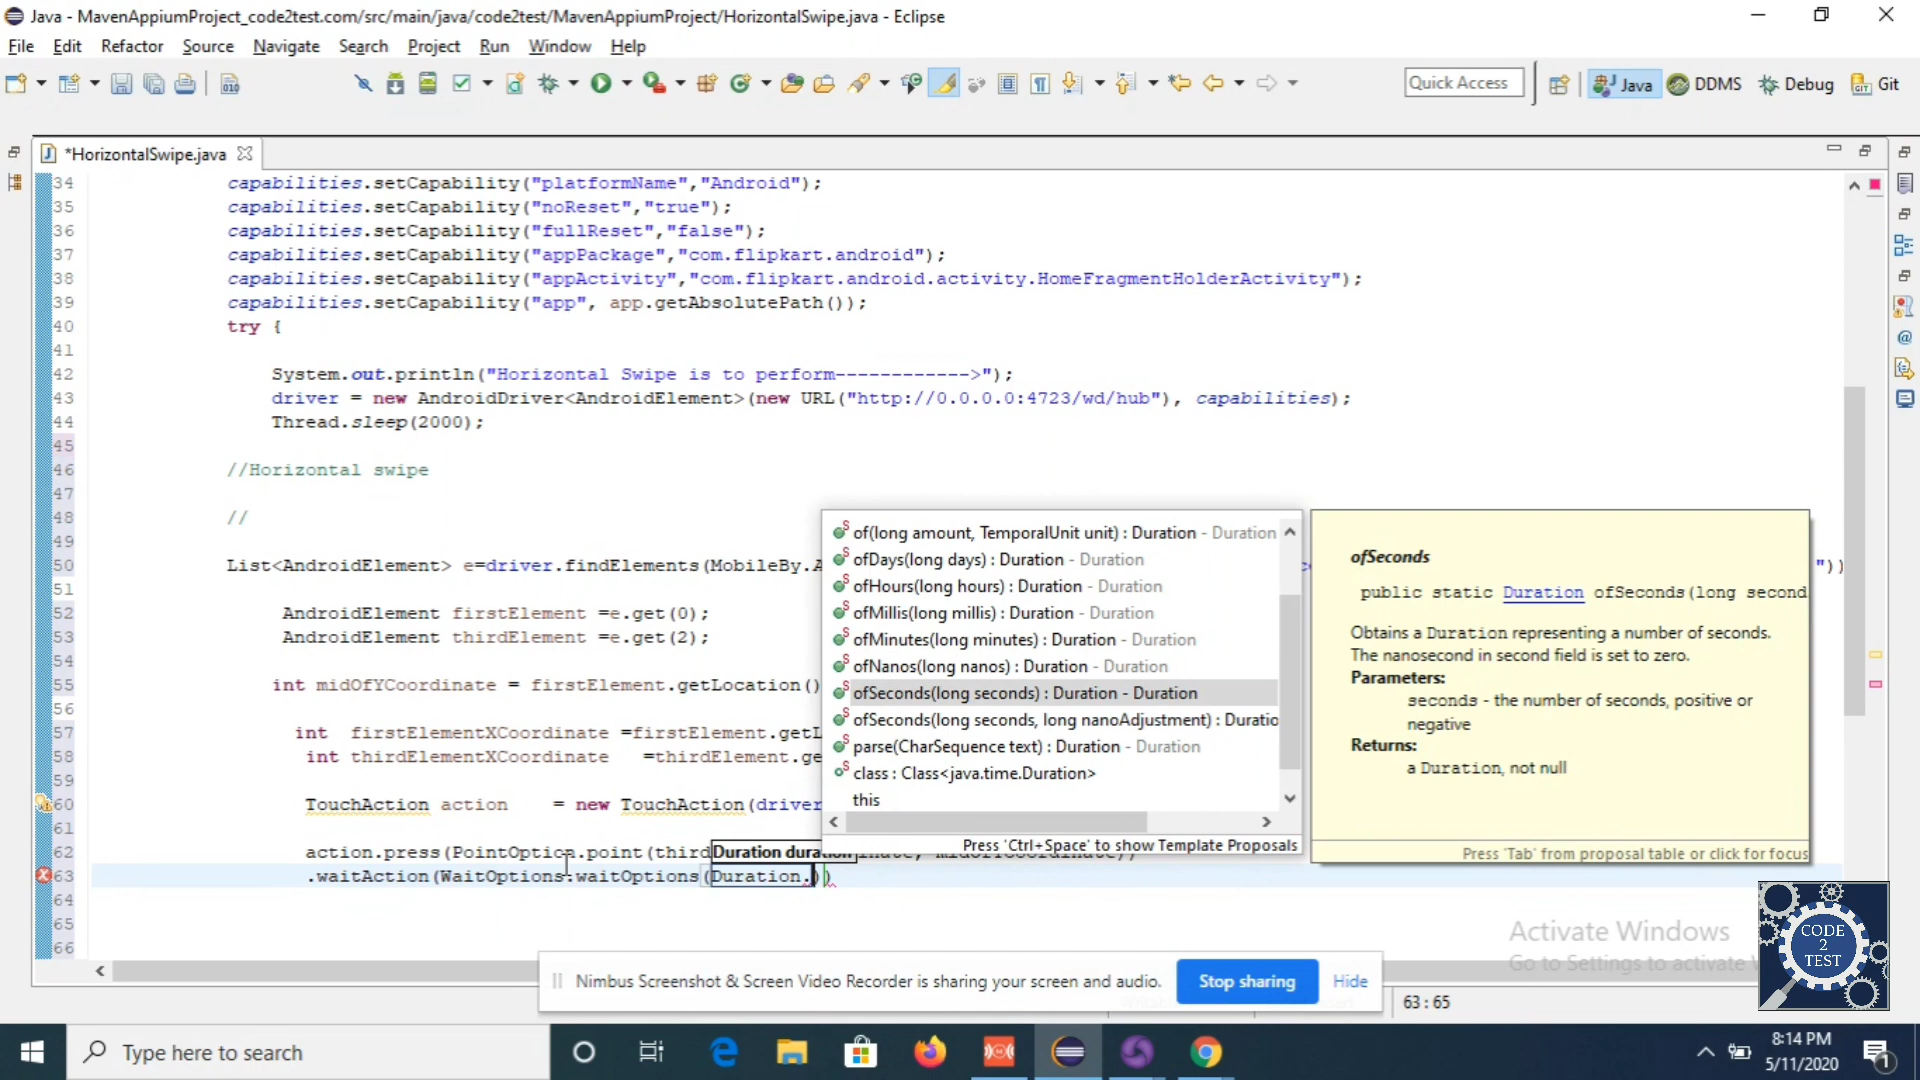 Java - MavenAppiumProject_code2test.com/src/main/java/code2test/MavenAppiumProject/HorizontalSwipe.java - Eclipse
File Edit Refactor Source Navigate Search Project Run Window Help
Quick Access Java DDMS Debug Git
*HorizontalSwipe.java
34 capabilities.setCapability("platformName","Android");
35 capabilities.setCapability("noReset","true");
36 capabilities.setCapability("fullReset","false");
37 capabilities.setCapability("appPackage","com.flipkart.android");
38 capabilities.setCapability("appActivity","com.flipkart.android.activity.HomeFragmentHolderActivity");
39 capabilities.setCapability("app", app.getAbsolutePath());
40 try {
41
42 System.out.println("Horizontal Swipe is to perform------------>");
43 driver = new AndroidDriver<AndroidElement>(new URL("http://0.0.0.0:4723/wd/hub"), capabilities);
44 Thread.sleep(2000);
45
46 //Horizontal swipe
47
48 //
49
50 List<AndroidElement> e=driver.findElements(MobileBy.A "))
51
52 AndroidElement firstElement =e.get(0);
53 AndroidElement thirdElement =e.get(2);
54
55 int midOfYCoordinate = firstElement.getLocation()
56
57 int firstElementXCoordinate =firstElement.getL
58 int thirdElementXCoordinate =thirdElement.ge
59
60 TouchAction action = new TouchAction(driver
61
62 action.press(PointOption.point(third
63 .waitAction(WaitOptions.waitOptions(Duration.))
64
65
66
Duration duration
of(long amount, TemporalUnit unit) : Duration - Duration
ofDays(long days) : Duration - Duration
ofHours(long hours) : Duration - Duration
ofMillis(long millis) : Duration - Duration
ofMinutes(long minutes) : Duration - Duration
ofNanos(long nanos) : Duration - Duration
ofSeconds(long seconds) : Duration - Duration
ofSeconds(long seconds, long nanoAdjustment) : Duratio
parse(CharSequence text) : Duration - Duration
class : Class<java.time.Duration>
this
Press 'Ctrl+Space' to show Template Proposals
ofSeconds
public static Duration ofSeconds(long second
Obtains a Duration representing a number of seconds.
The nanosecond in second field is set to zero.
Parameters:
seconds - the number of seconds, positive or
negative
Returns:
a Duration, not null
Press 'Tab' from proposal table or click for focus
Activate Windows
Go to Settings to activate
CODE
2
TEST
Nimbus Screenshot & Screen Video Recorder is sharing your screen and audio. Stop sharing Hide
63 : 65
Type here to search
8:14 PM
5/11/2020
1